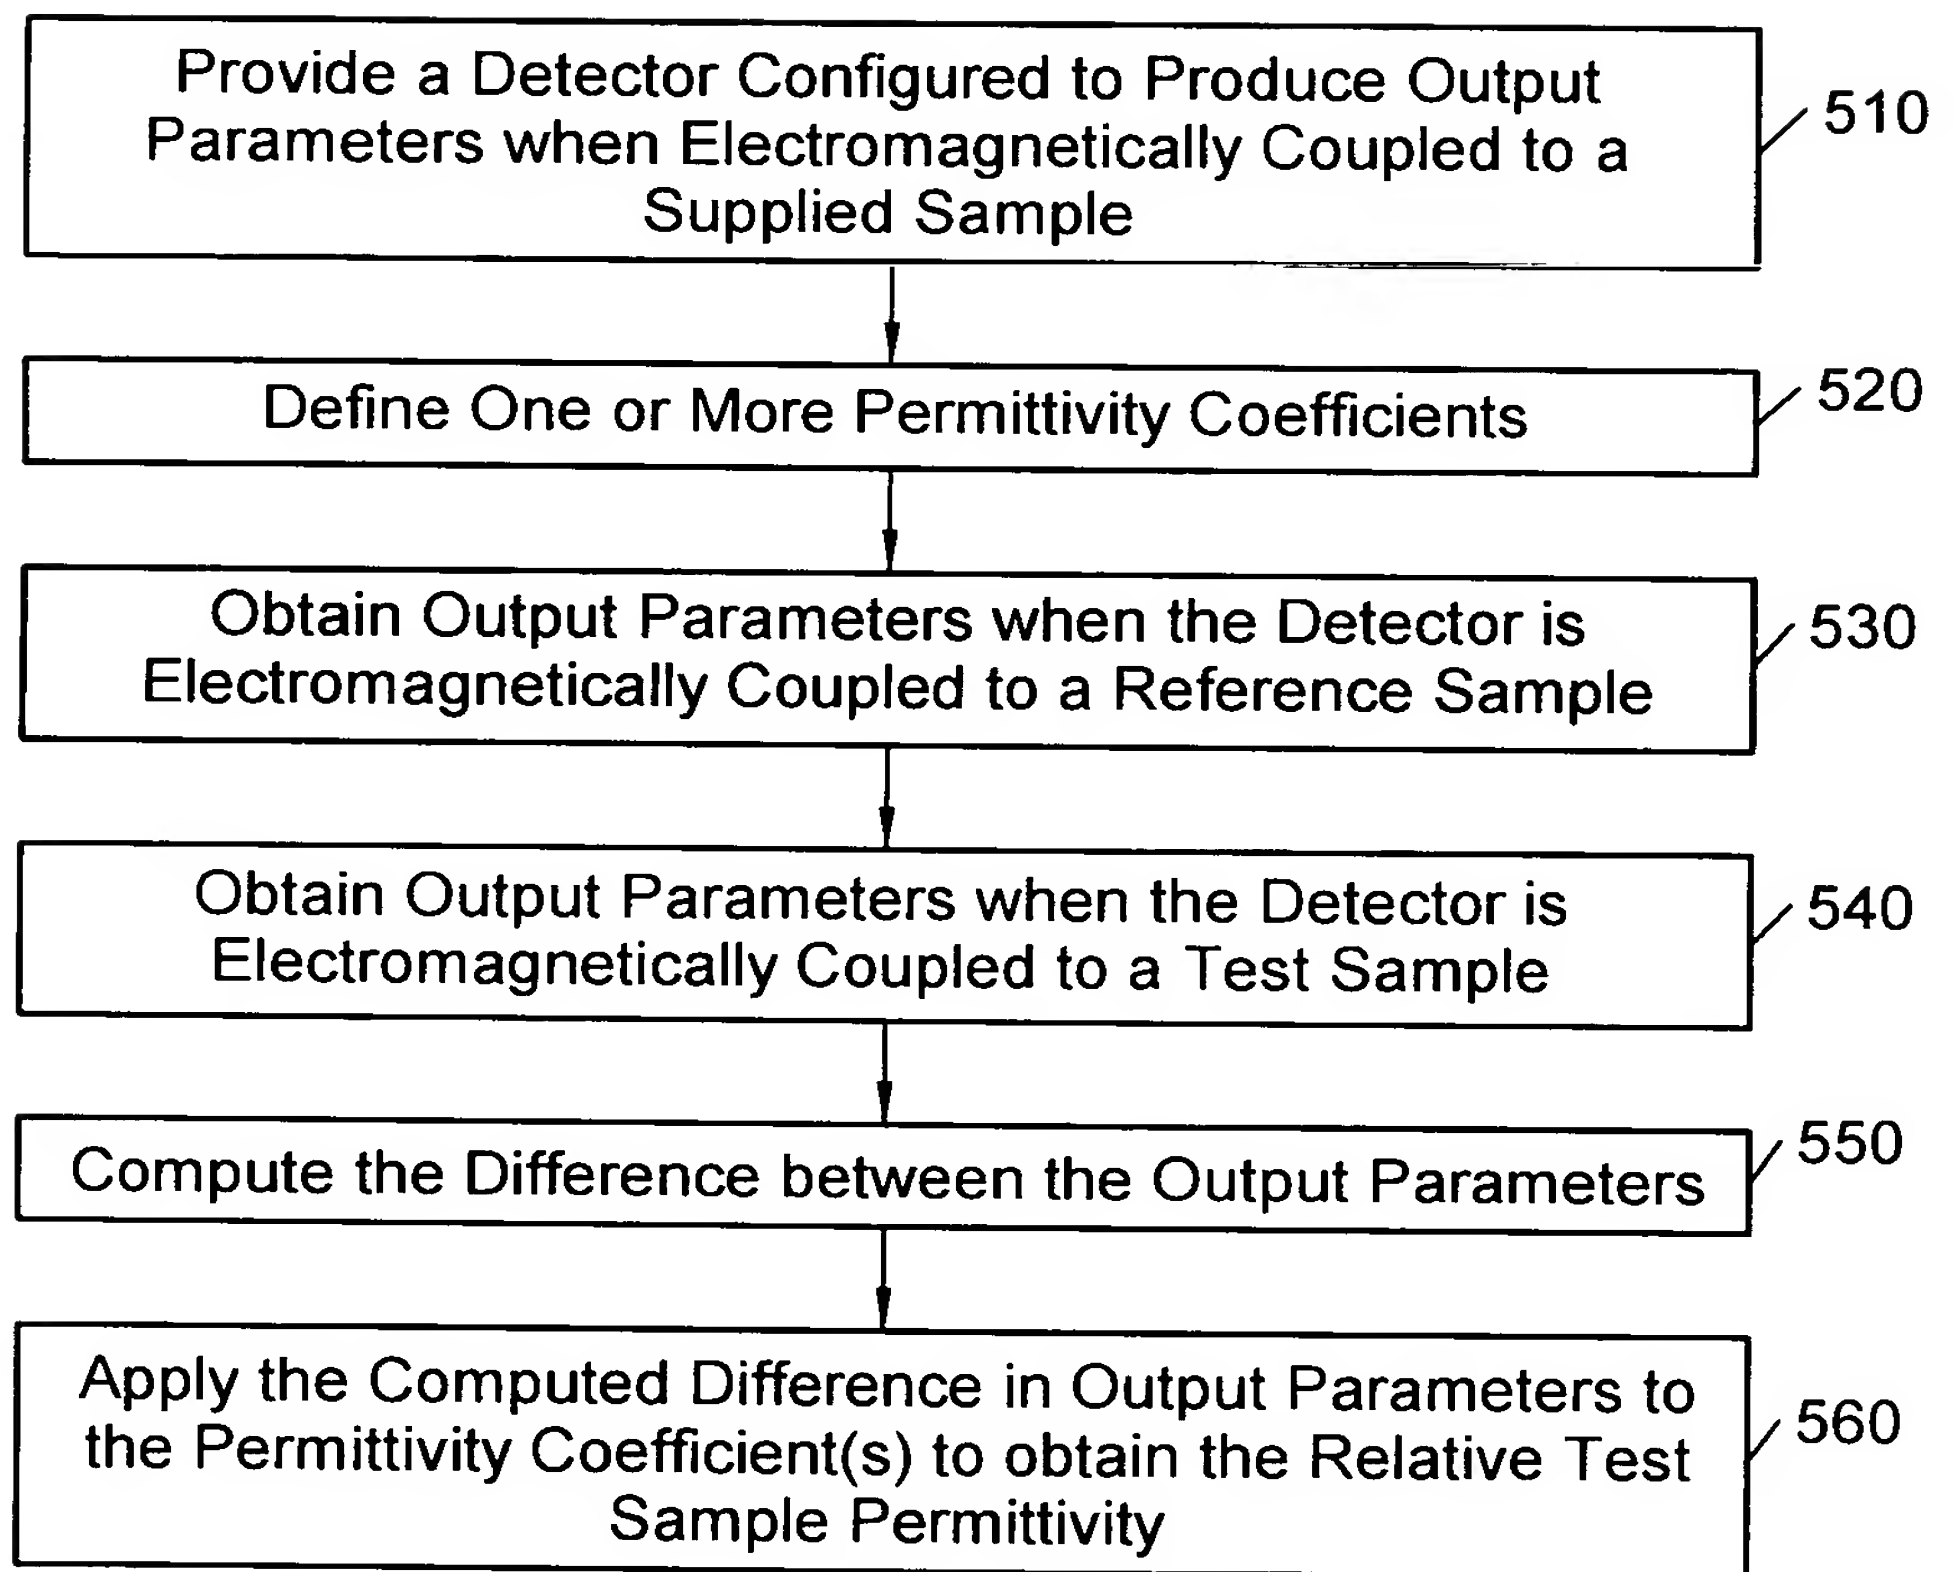 Provide a Detector Configured to Produce Output
Parameters when Electromagnetically Coupled to a
Supplied Sample
510
Define One or More Permittivity Coefficients
520
Obtain Output Parameters when the Detector is
Electromagnetically Coupled to a Reference Sample
530
Obtain Output Parameters when the Detector is
Electromagnetically Coupled to a Test Sample
540
Compute the Difference between the Output Parameters
550
Apply the Computed Difference in Output Parameters to
the Permittivity Coefficient(s) to obtain the Relative Test
Sample Permittivity
560